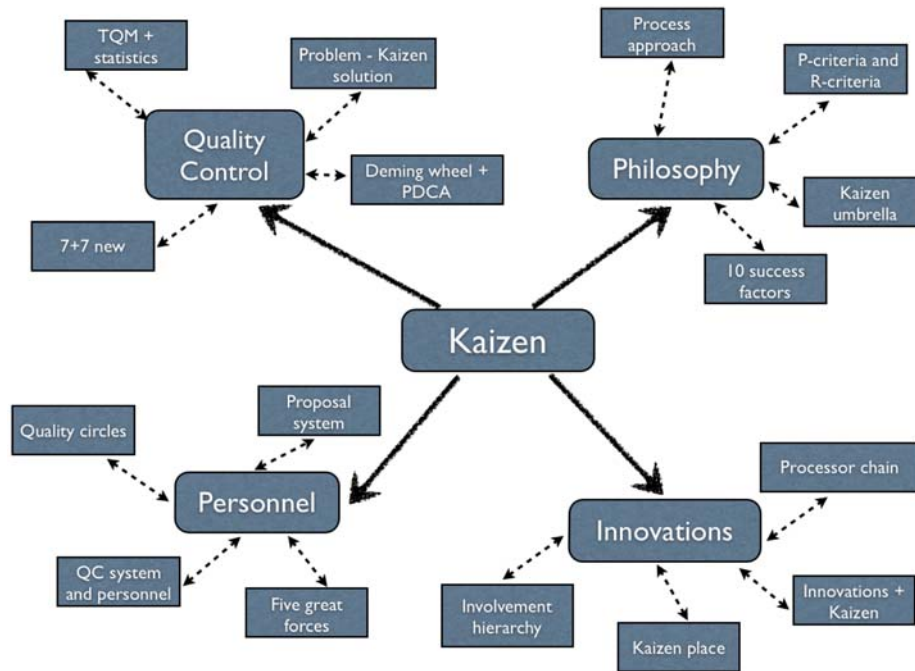 TQM +
statistics
Problem - Kaizen
solution
Quality
Control
Deming wheel +
PDCA
7+7 new
Process
approach
P-criteria and
R-criteria
Philosophy
Kaizen
umbrella
10 success
factors
Kaizen
Quality circles
Proposal
system
Personnel
QC system
and personnel
Five great
forces
Processor chain
Innovations
Involvement
hierarchy
Kaizen place
Innovations +
Kaizen